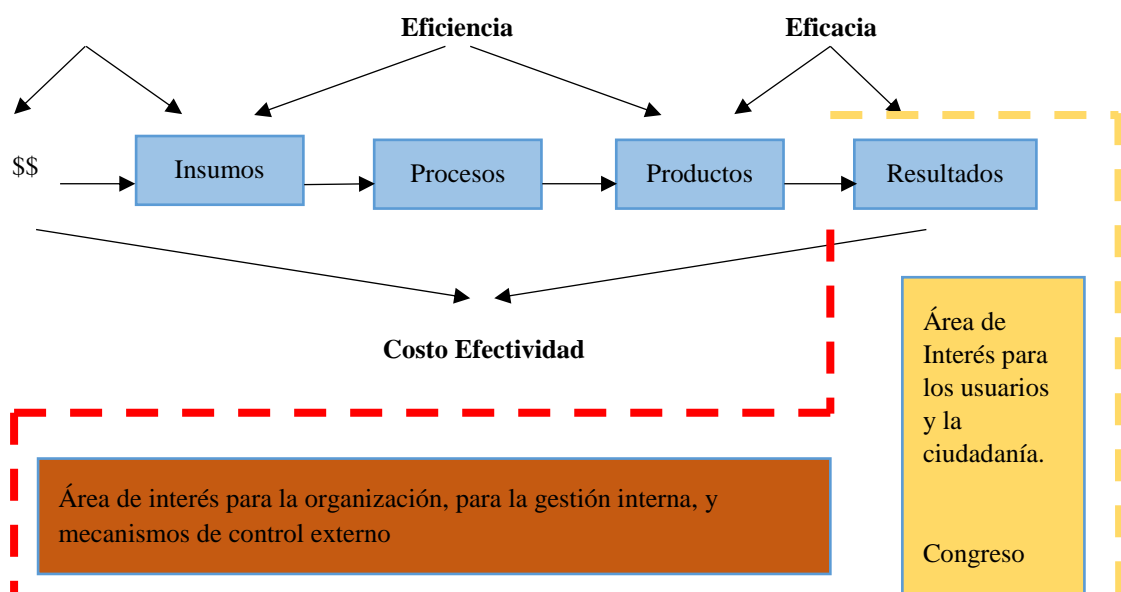 Eficiencia
Eficacia
$$
Insumos
Procesos
Productos
Resultados
Costo Efectividad
Área de
Interés para
los usuarios
y la
ciudadanía.
Congreso
Área de interés para la organización, para la gestión interna, y
mecanismos de control externo